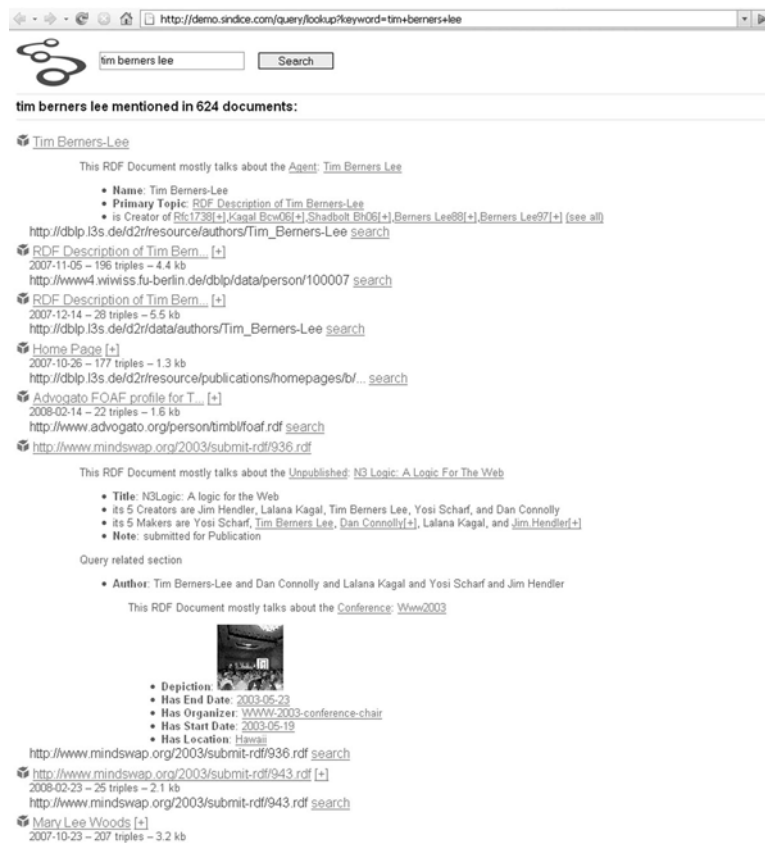 http://demo.sindice.com/query/lookup?keyword=tim+berners+lee
tim berners lee
Search
tim berners lee mentioned in 624 documents:
Tim Berners-Lee
This RDF Document mostly talks about the Agent: Tim Berners Lee
• Name: Tim Berners-Lee
• Primary Topic: RDF Description of Tim Berners-Lee
• is Creator of Rfc1738[+],Kagal Bcw06[+],Shadbolt Bh06[+],Berners Lee88[+],Berners Lee97[+] (see all)
http://dblp.l3s.de/d2r/resource/authors/Tim_Berners-Lee search
RDF Description of Tim Bern... [+]
2007-11-05 – 196 triples – 4.4 kb
http://www4.wiwiss.fu-berlin.de/dblp/data/person/100007 search
RDF Description of Tim Bern... [+]
2007-12-14 – 28 triples – 5.5 kb
http://dblp.l3s.de/d2r/data/authors/Tim_Berners-Lee search
Home Page [+]
2007-10-26 – 177 triples – 1.3 kb
http://dblp.l3s.de/d2r/resource/publications/homepages/b/... search
Advogato FOAF profile for T... [+]
2008-02-14 – 22 triples – 1.6 kb
http://www.advogato.org/person/timbl/foaf.rdf search
http://www.mindswap.org/2003/submit-rdf/936.rdf
This RDF Document mostly talks about the Unpublished: N3 Logic: A Logic For The Web
• Title: N3Logic: A logic for the Web
• its 5 Creators are Jim Hendler, Lalana Kagal, Tim Berners Lee, Yosi Scharf, and Dan Connolly
• its 5 Makers are Yosi Scharf, Tim Berners Lee, Dan Connolly[+], Lalana Kagal, and Jim Hendler[+]
• Note: submitted for Publication
Query related section
• Author: Tim Berners-Lee and Dan Connolly and Lalana Kagal and Yosi Scharf and Jim Hendler
This RDF Document mostly talks about the Conference: Www2003
• Depiction:
• Has End Date: 2003-05-23
• Has Organizer: WWW-2003-conference-chair
• Has Start Date: 2003-05-19
• Has Location: Hawaii
http://www.mindswap.org/2003/submit-rdf/936.rdf search
http://www.mindswap.org/2003/submit-rdf/943.rdf [+]
2008-02-23 – 25 triples – 2.1 kb
http://www.mindswap.org/2003/submit-rdf/943.rdf search
Mary Lee Woods [+]
2007-10-23 – 207 triples – 3.2 kb